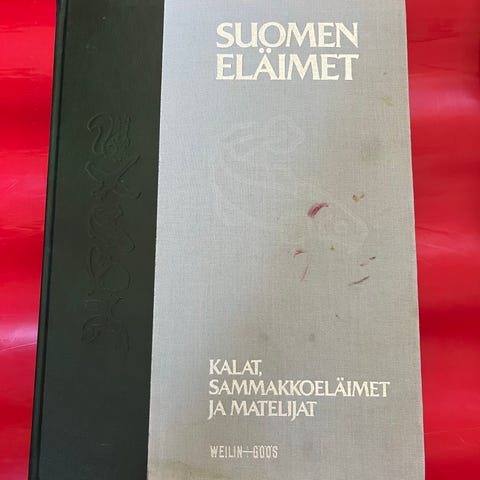 SUOMEN
ELÄIMET
KALAT,
SAMMAKKOELÄIMET
JA MATELIJAT
WEILIN+GÖÖS